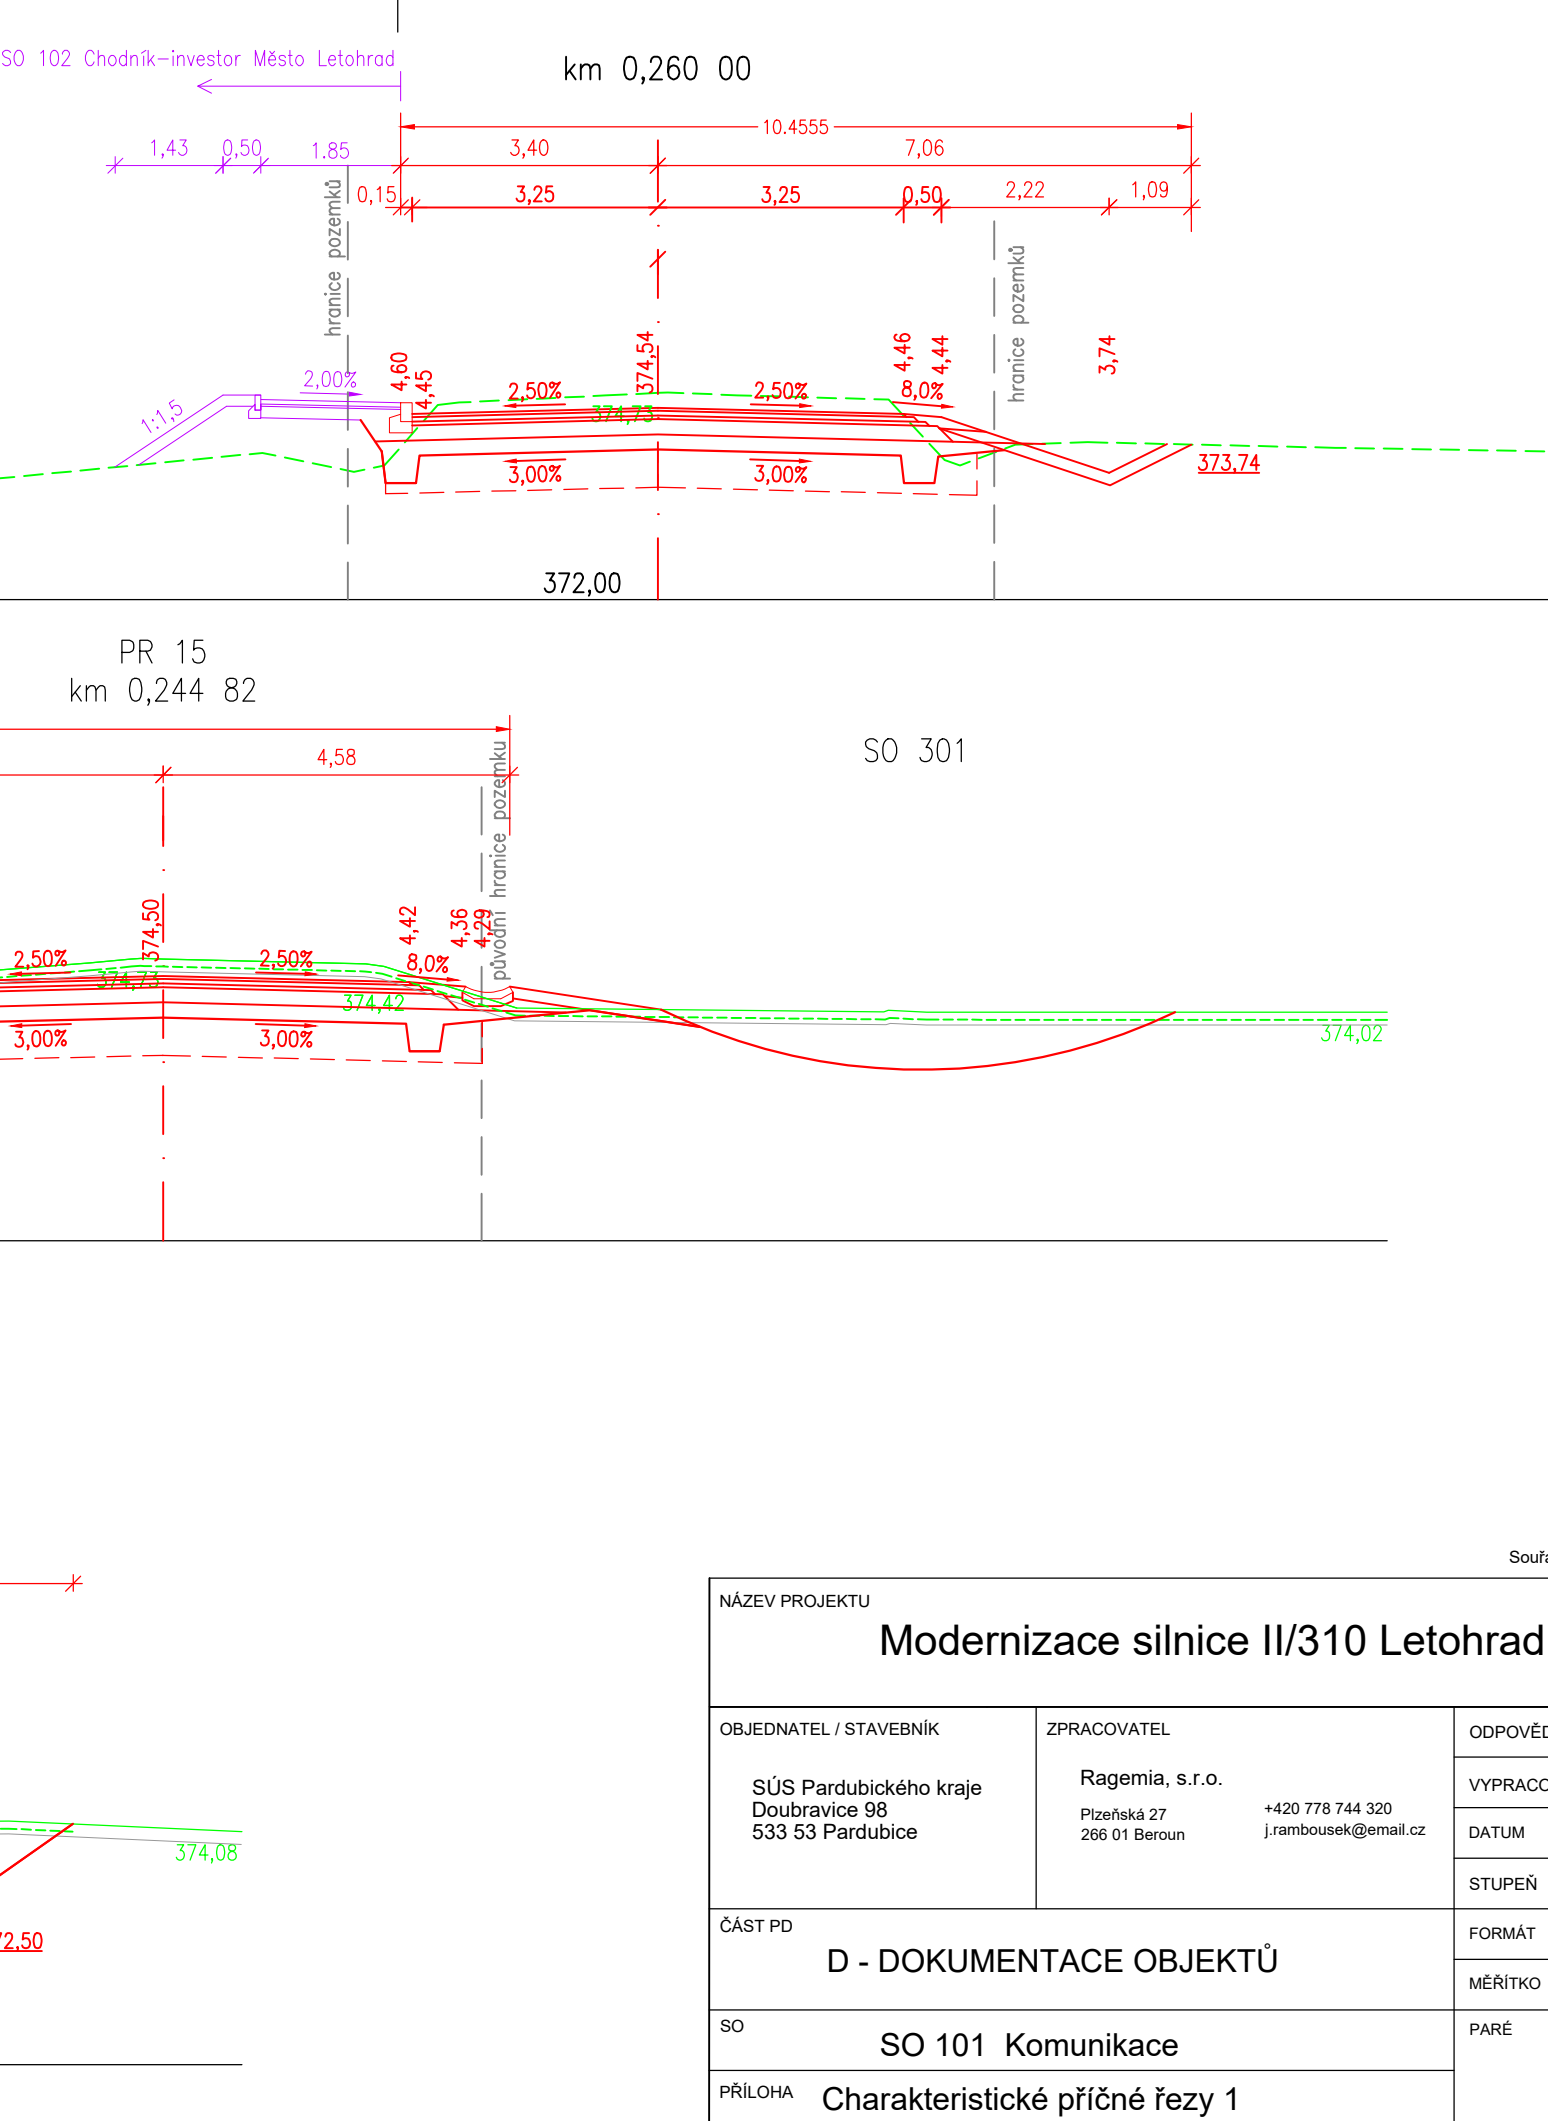 SO 102 Chodník-investor Město Letohrad
km 0,260 00
10.4555
1,43 0,50 1.85 3,40 7,06
0,15 3,25 3,25 0,50 2,22 1,09
hranice pozemků
hranice pozemků
4,60
4,45
374,54
4,46
4,44
3,74
1:1,5
2,00%
2,50% 2,50% 8,0%
374,73
3,00% 3,00%
373,74
372,00
PR 15
km 0,244 82
SO 301
4,58
původní hranice pozemku
374,50
4,42
4,36
4,29
2,50% 2,50% 8,0%
374,73
374,42
3,00% 3,00%
374,02
374,08
2,50
NÁZEV PROJEKTU
Modernizace silnice II/310 Letohrad
OBJEDNATEL / STAVEBNÍK
SÚS Pardubického kraje
Doubravice 98
533 53 Pardubice
ZPRACOVATEL
Ragemia, s.r.o.
Plzeňská 27
266 01 Beroun
+420 778 744 320
j.rambousek@email.cz
VYPRACO
DATUM
STUPEŇ
FORMÁT
MĚŘÍTKO
PARÉ
ČÁST PD
D - DOKUMENTACE OBJEKTŮ
SO
SO 101 Komunikace
PŘÍLOHA
Charakteristické příčné řezy 1